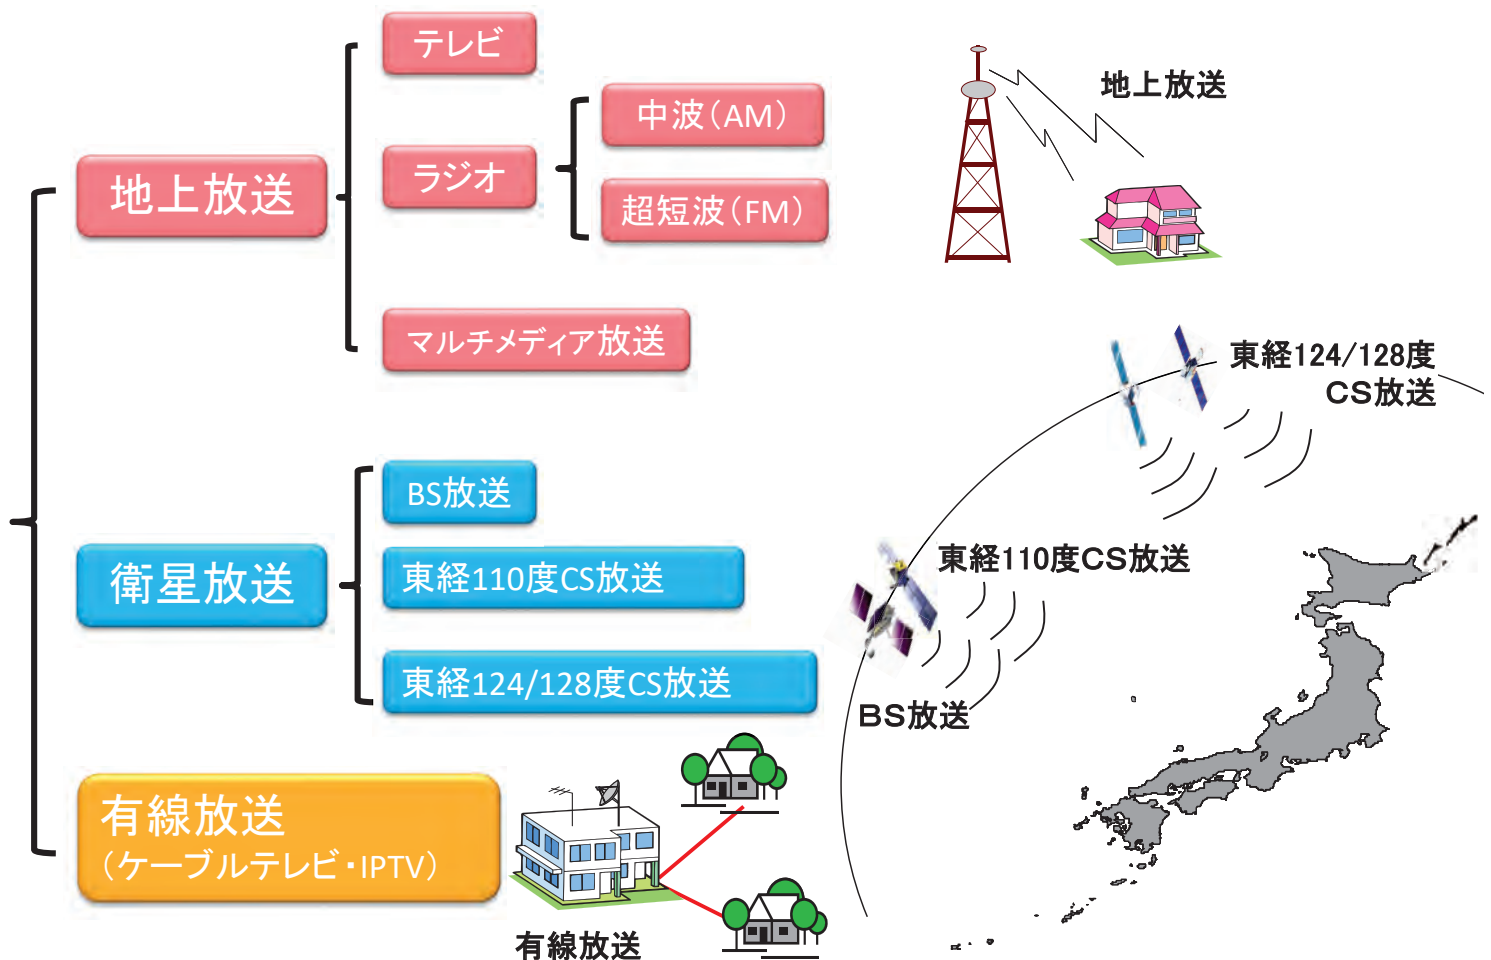 テレビ
中波（AM）
地上放送
ラジオ
地上放送
超短波（FM）
マルチメディア放送
東経124/128度
CS放送
BS放送
東経110度CS放送
衛星放送
東経110度CS放送
東経124/128度CS放送
BS放送
有線放送
（ケーブルテレビ・IPTV）
有線放送